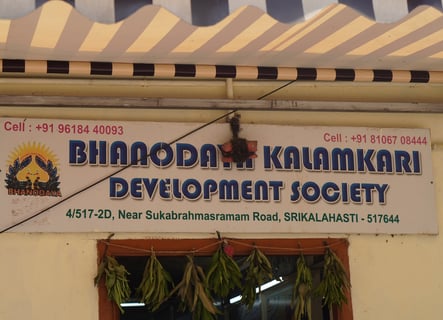 Cell : +91 96184 40093
Cell : +91 81067 08444
BHANODAYA KALAMKARI
DEVELOPMENT SOCIETY
4/517-2D, Near Sukabrahmasramam Road, SRIKALAHASTI - 517644